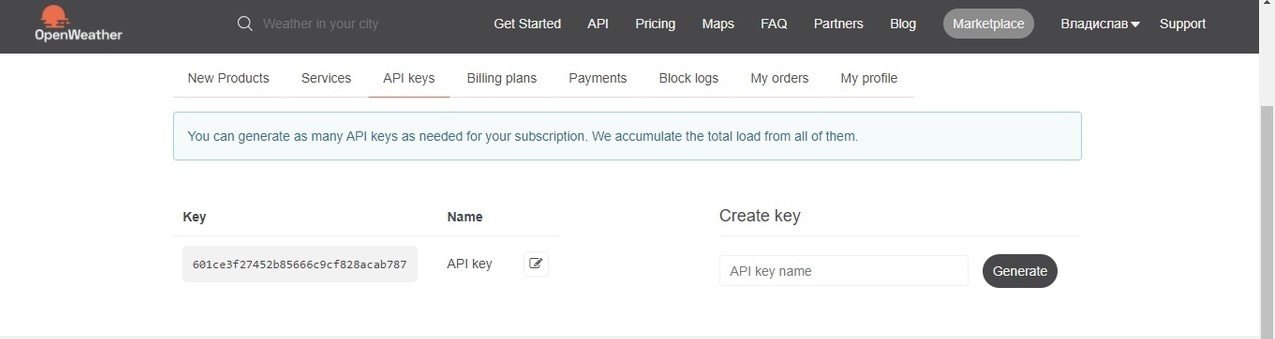 OpenWeather
Weather in your city
Get Started API Pricing Maps FAQ Partners Blog Marketplace Владислав Support
New Products Services API keys Billing plans Payments Block logs My orders My profile
You can generate as many API keys as needed for your subscription. We accumulate the total load from all of them.
Key Name
601ce3f27452b85666c9cf828acab787 API key
Create key
API key name Generate